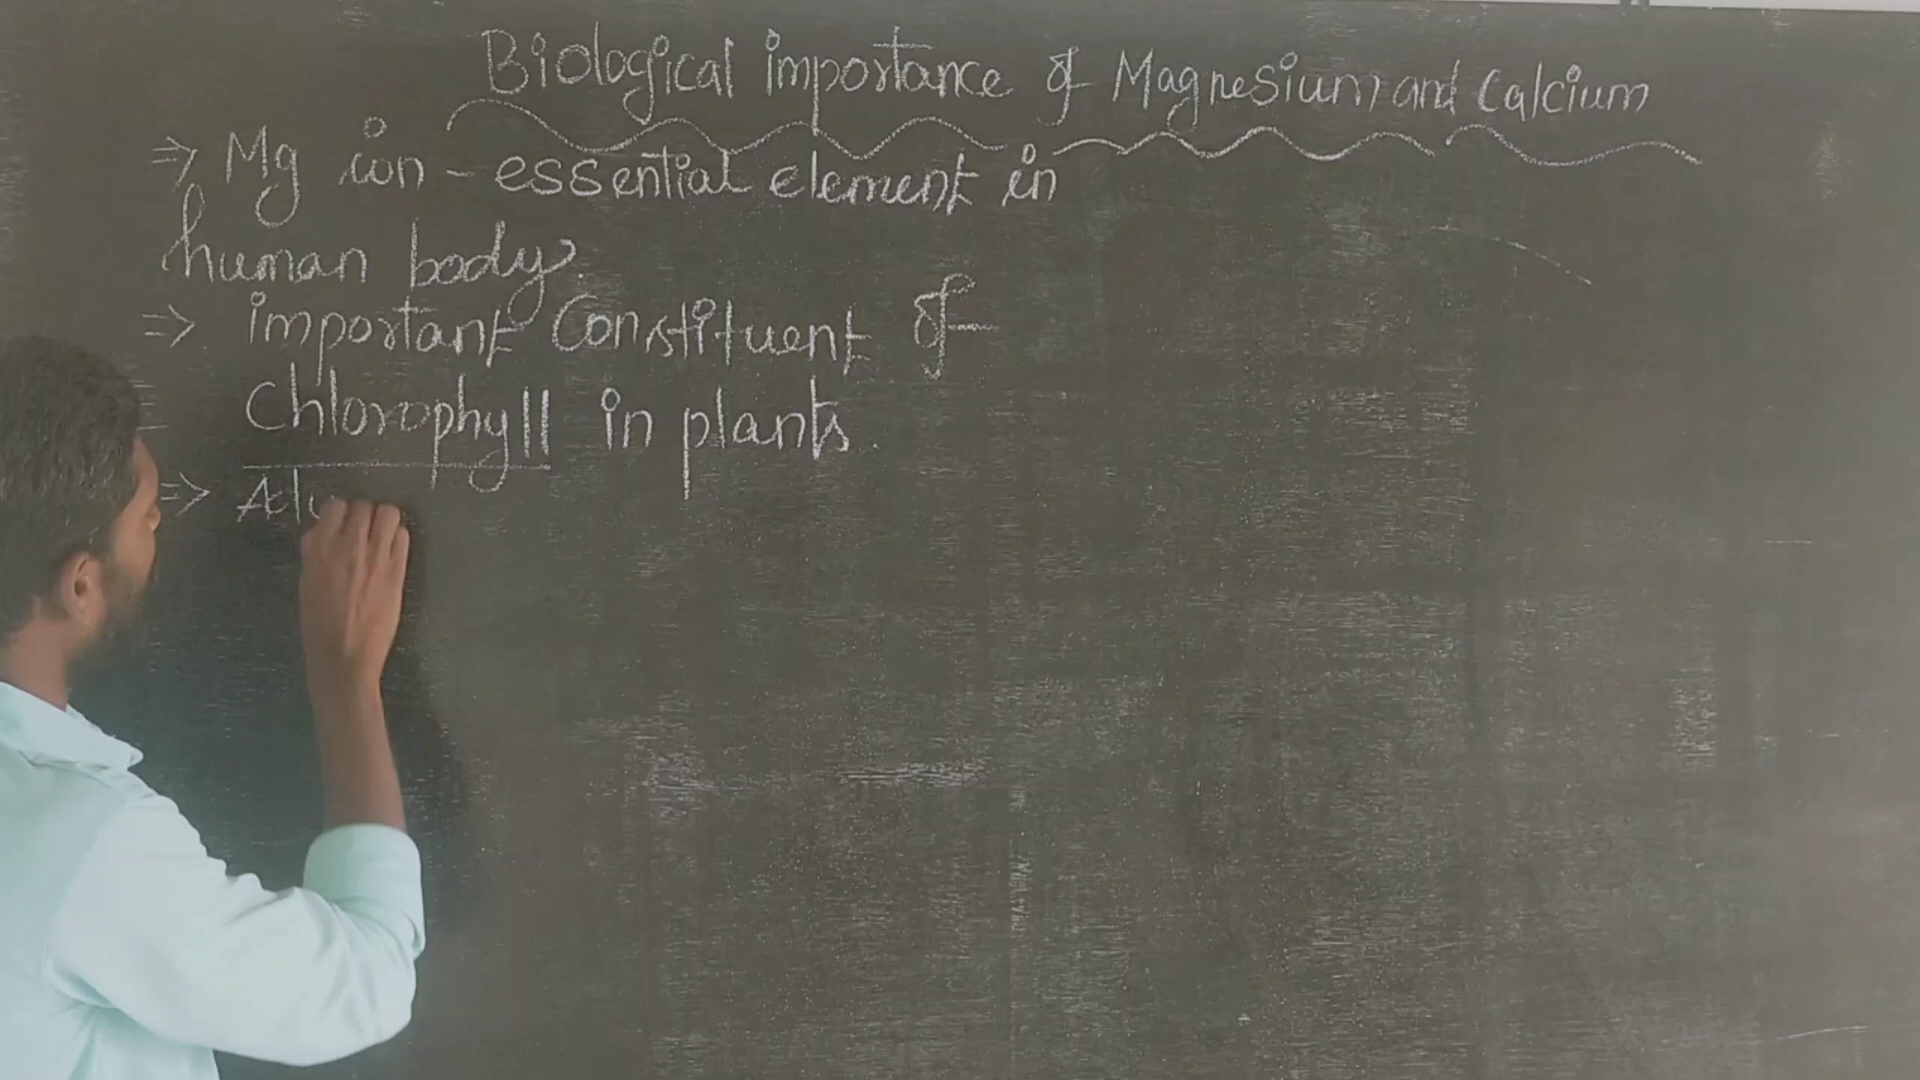 Biological importance of Magnesium and Calcium
⇒ Mg ion - essential element in
human body
⇒ important Constituent of
Chlorophyll in plants.
⇒